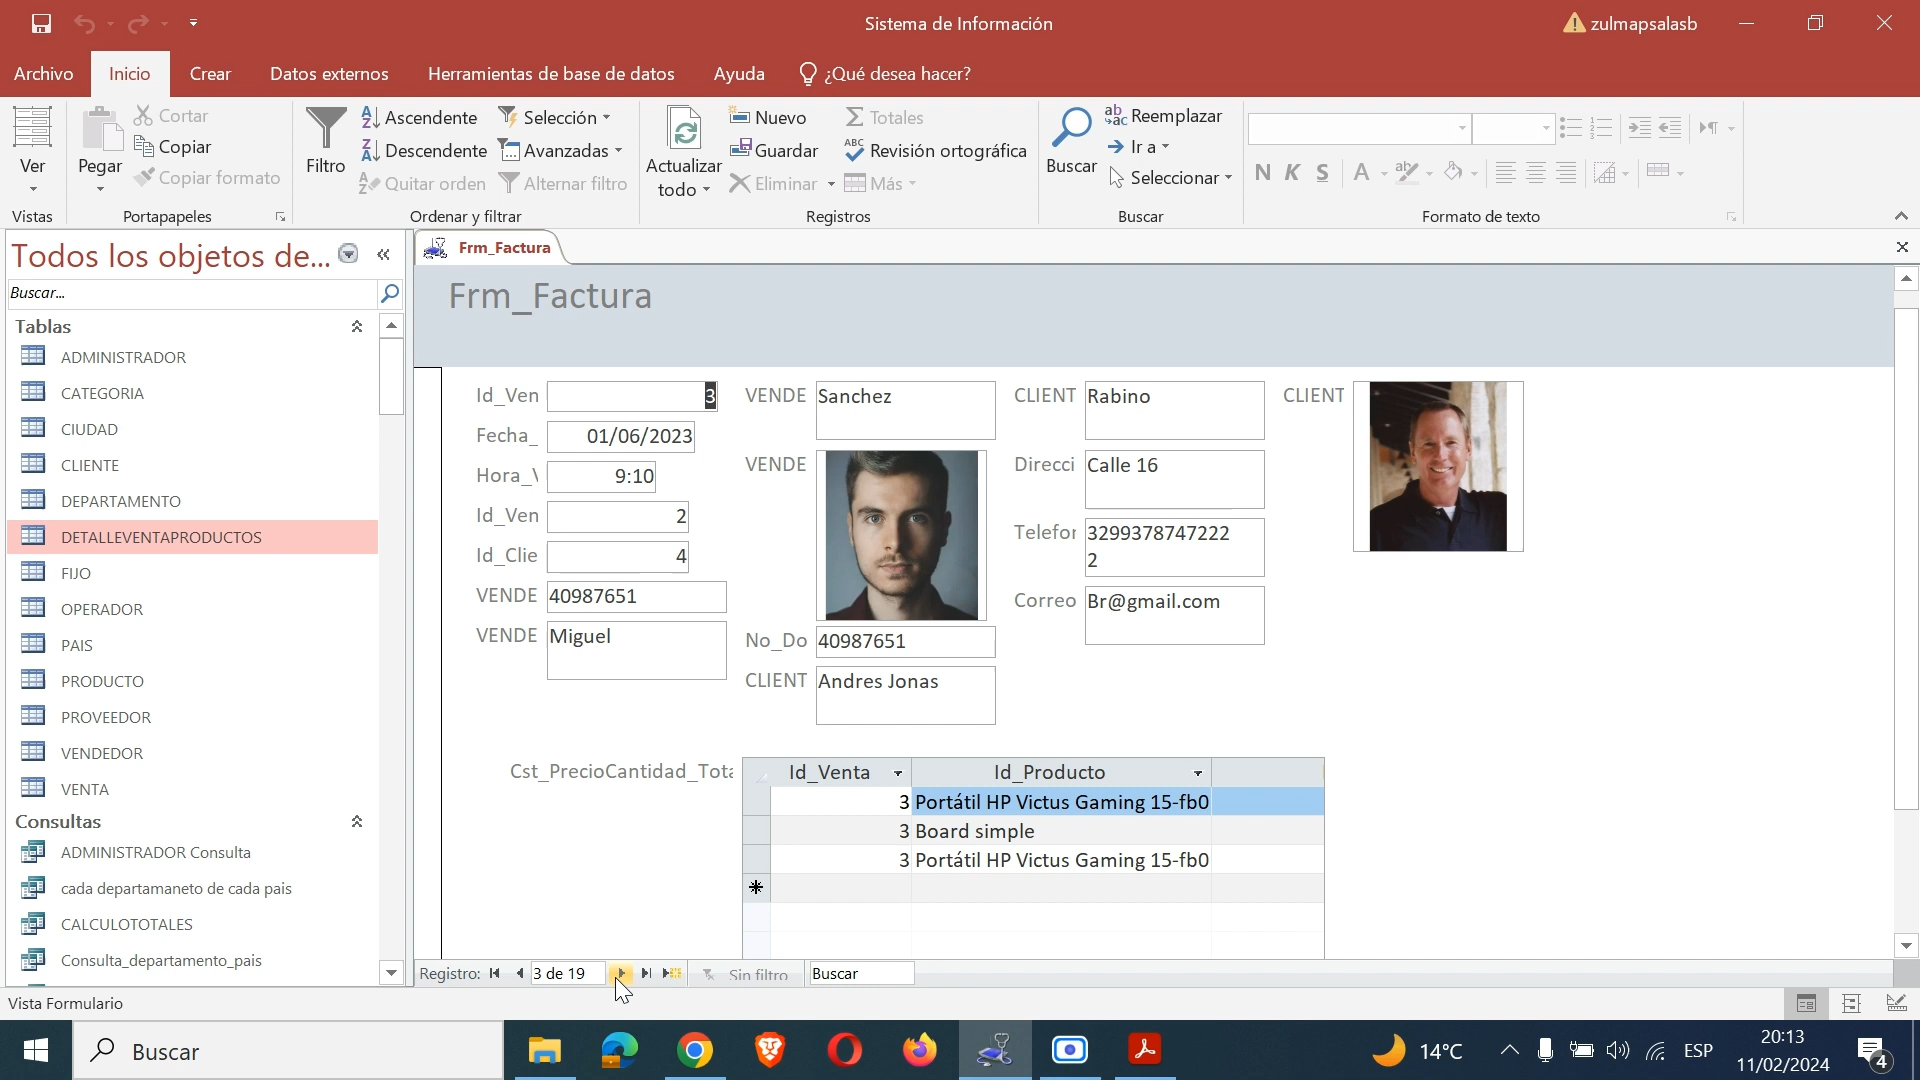 Sistema de Información
zulmapsalasb
Archivo Inicio Crear Datos externos Herramientas de base de datos Ayuda ¿Qué desea hacer?
Ver
Vistas
Pegar
Cortar
Copiar
Copiar formato
Portapapeles
Filtro
Ascendente
Descendente
Quitar orden
Selección
Avanzadas
Alternar filtro
Ordenar y filtrar
Actualizar
todo
Nuevo
Guardar
Eliminar
Totales
Revisión ortográfica
Más
Registros
Buscar
Reemplazar
Ir a
Seleccionar
Buscar
N K S A
Formato de texto
Todos los objetos de...
Buscar...
Tablas
ADMINISTRADOR
CATEGORIA
CIUDAD
CLIENTE
DEPARTAMENTO
DETALLEVENTAPRODUCTOS
FIJO
OPERADOR
PAIS
PRODUCTO
PROVEEDOR
VENDEDOR
VENTA
Consultas
ADMINISTRADOR Consulta
cada departamaneto de cada pais
CALCULOTOTALES
Consulta_departamento_pais
Frm_Factura
Frm_Factura
Id_Ven 3
Fecha_ 01/06/2023
Hora_V 9:10
Id_Ven 2
Id_Clie 4
VENDE 40987651
VENDE Miguel
VENDE Sanchez
VENDE
No_Do 40987651
CLIENT Andres Jonas
CLIENT Rabino
Direcci Calle 16
Telefor 3299378747222
2
Correo Br@gmail.com
CLIENT
Cst_PrecioCantidad_Tota
Id_Venta Id_Producto
3 Portátil HP Victus Gaming 15-fb0
3 Board simple
3 Portátil HP Victus Gaming 15-fb0
Registro: 3 de 19 Sin filtro Buscar
Vista Formulario
Buscar
14°C ESP
20:13
11/02/2024
4